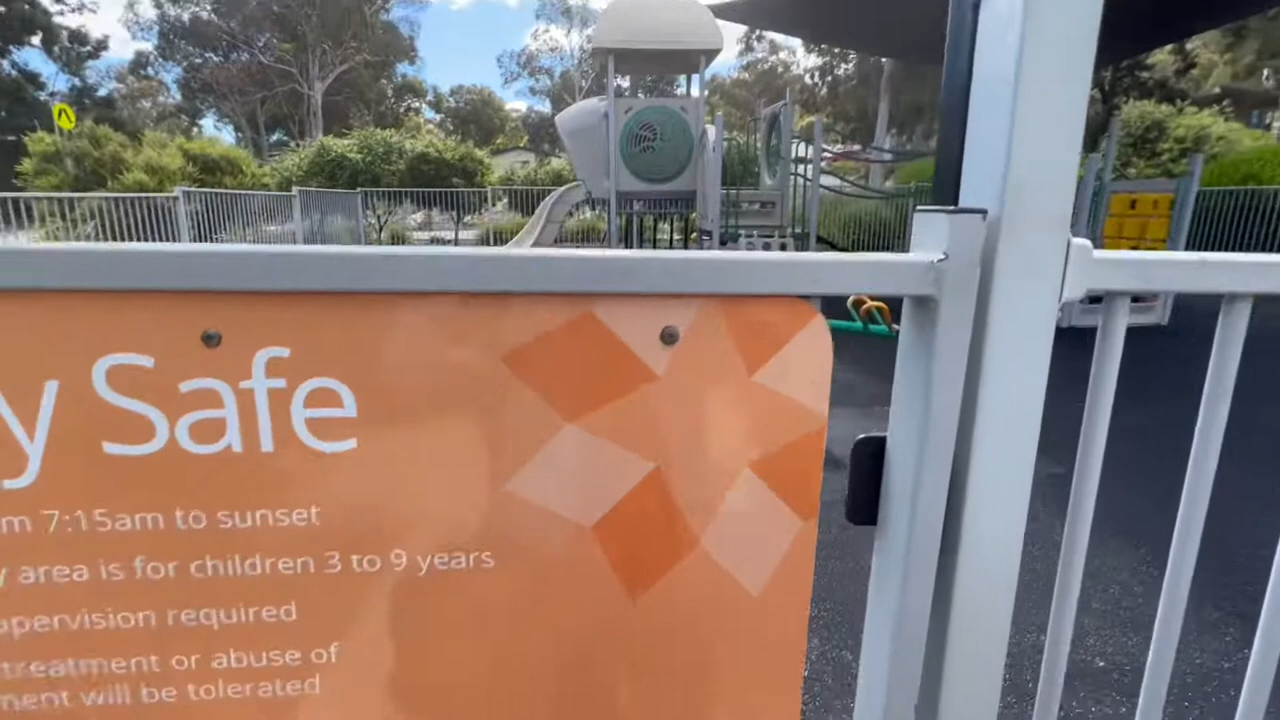 y Safe
m 7:15am to sunset
y area is for children 3 to 9 years
upervision required
treatment or abuse of
ment will be tolerated